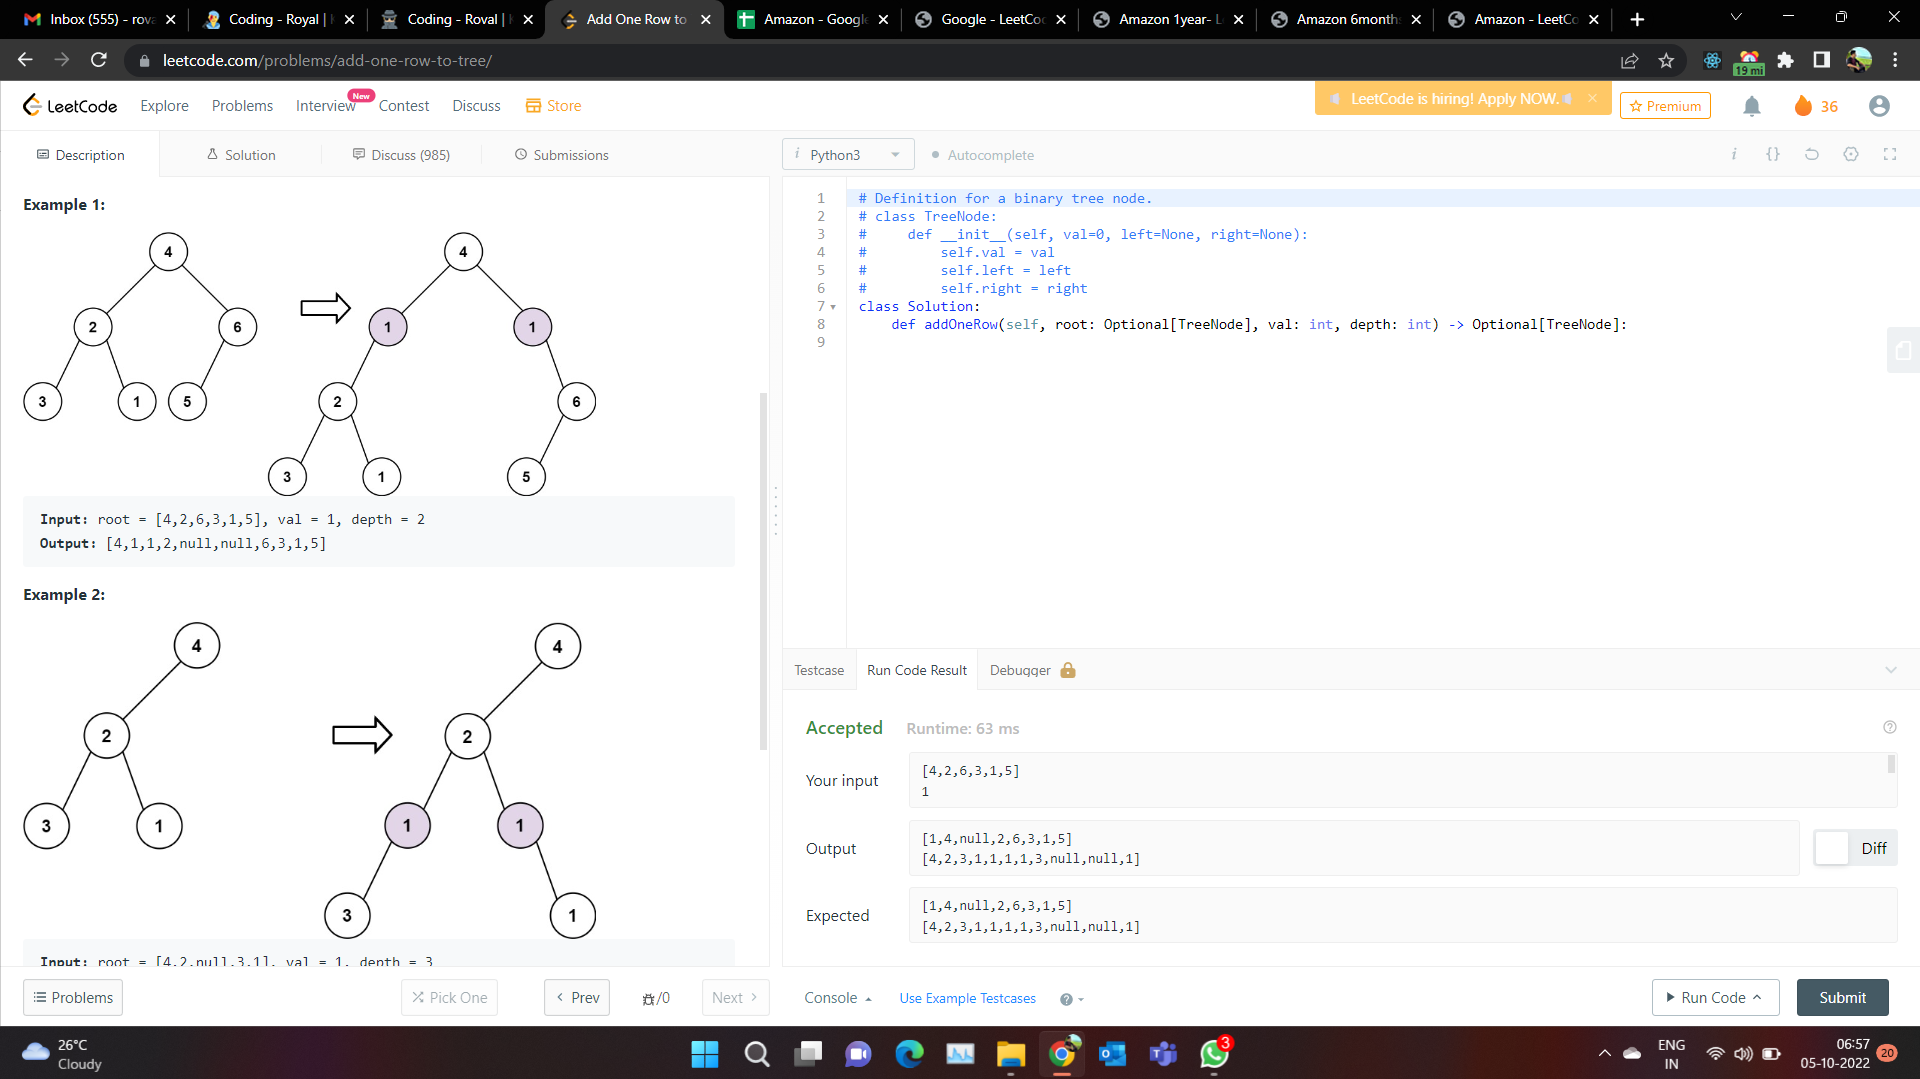 Inbox (555) - rova
Coding - Royal |
Coding - Roval |
Add One Row to
Amazon - Google
Google - LeetCo
Amazon 1year- L
Amazon 6month
Amazon - LeetCo
leetcode.com/problems/add-one-row-to-tree/
19 mi
LeetCode
Explore
Problems
Interview
New
Contest
Discuss
Store
LeetCode is hiring! Apply NOW.
Premium
36
Description
Solution
Discuss (985)
Submissions
i Python3
Autocomplete
i {}
Example 1:
4
2 6
3 1 5
4
1 1
2 6
3 1 5
Input: root = [4,2,6,3,1,5], val = 1, depth = 2
Output: [4,1,1,2,null,null,6,3,1,5]
Example 2:
4
2
3 1
4
2
1 1
3 1
Input: root = [4,2,null,3,1], val = 1, depth = 3
Problems
Pick One
Prev
/0
Next
1 # Definition for a binary tree node.
2 # class TreeNode:
3 #     def __init__(self, val=0, left=None, right=None):
4 #         self.val = val
5 #         self.left = left
6 #         self.right = right
7 class Solution:
8     def addOneRow(self, root: Optional[TreeNode], val: int, depth: int) -> Optional[TreeNode]:
9
Testcase
Run Code Result
Debugger
Accepted
Runtime: 63 ms
Your input
[4,2,6,3,1,5]
1
Output
[1,4,null,2,6,3,1,5]
[4,2,3,1,1,1,1,3,null,null,1]
Diff
Expected
[1,4,null,2,6,3,1,5]
[4,2,3,1,1,1,1,3,null,null,1]
Console
Use Example Testcases
Run Code
Submit
26°C
Cloudy
3
ENG
IN
06:57
05-10-2022
20